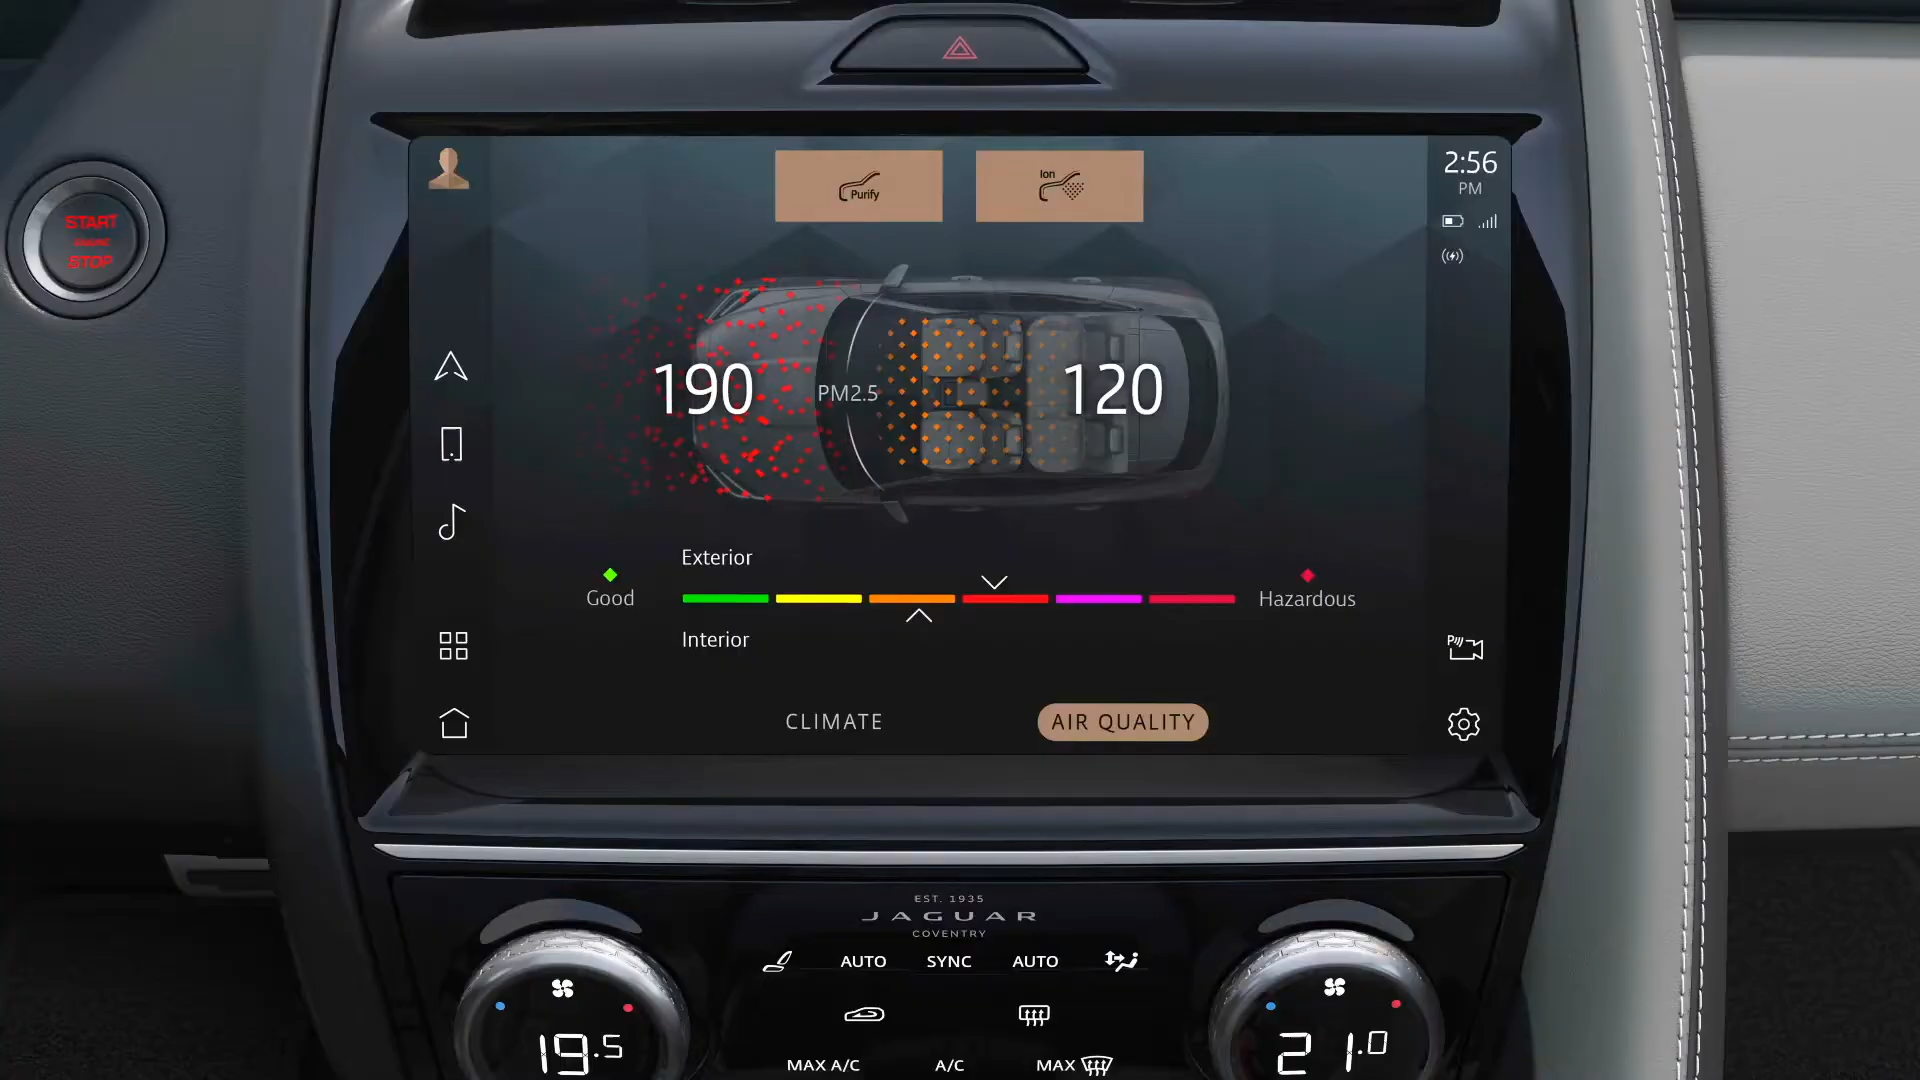 START
ENGINE
STOP
Purify
Ion
2:56
PM
190
PM2.5
120
Exterior
Good
Hazardous
Interior
CLIMATE
AIR QUALITY
EST. 1935
JAGUAR
COVENTRY
AUTO
SYNC
AUTO
19.5
21.0
MAX A/C
A/C
MAX